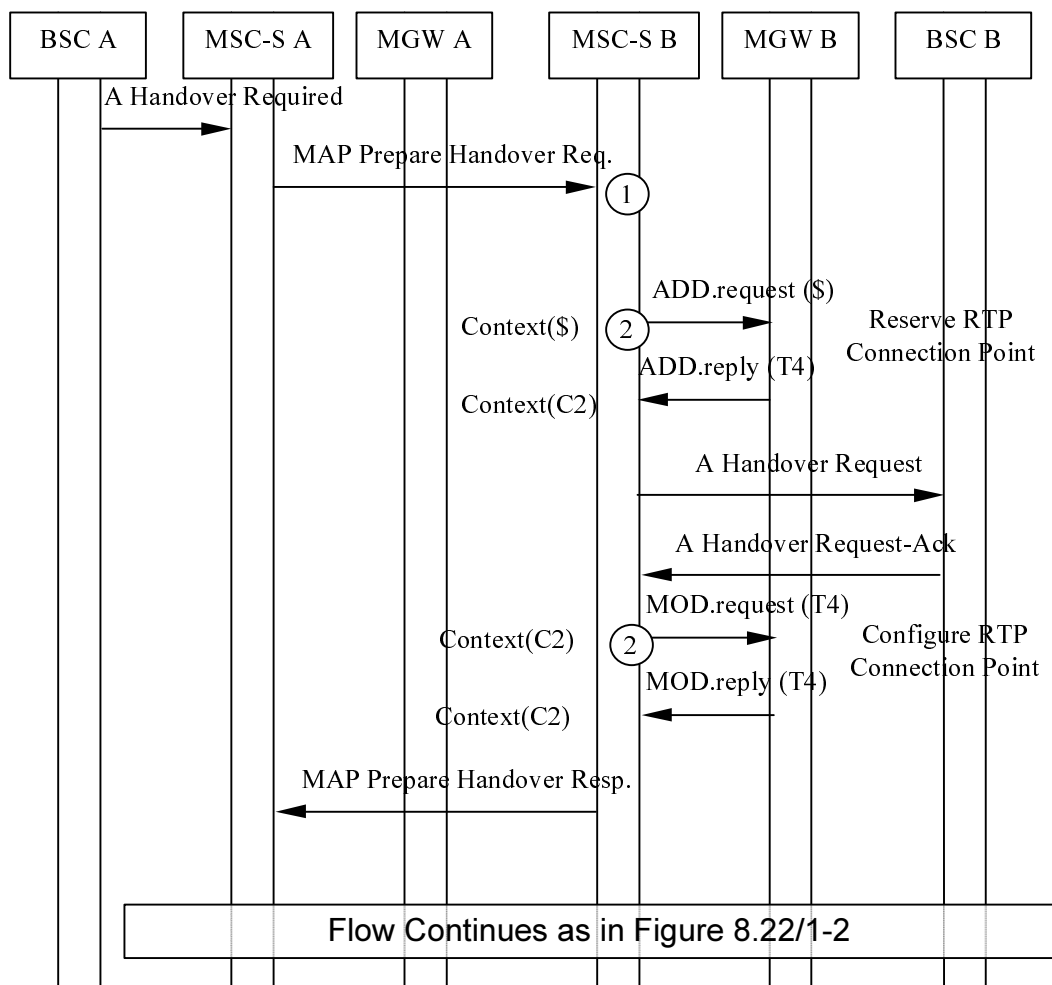 BSC A
MSC-S A
MGW A
MSC-S B
MGW B
BSC B
A Handover Required
MAP Prepare Handover Req.
1
ADD.request ($)
Context($)
2
Reserve RTP
Connection Point
ADD.reply (T4)
Context(C2)
A Handover Request
A Handover Request-Ack
MOD.request (T4)
Context(C2)
2
Configure RTP
Connection Point
MOD.reply (T4)
Context(C2)
MAP Prepare Handover Resp.
Flow Continues as in Figure 8.22/1-2